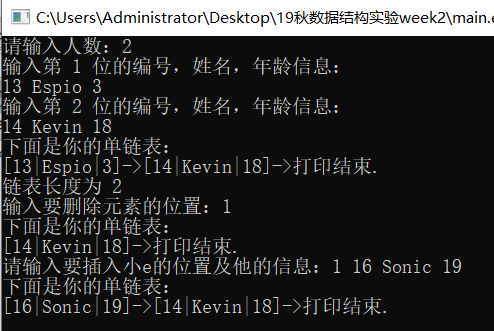 C:\Users\Administrator\Desktop\19秋数据结构实验week2\main.e
请输入人数：2
输入第 1 位的编号，姓名，年龄信息：
13 Espio 3
输入第 2 位的编号，姓名，年龄信息：
14 Kevin 18
下面是你的单链表：
[13|Espio|3]->[14|Kevin|18]->打印结束.
链表长度为 2
输入要删除元素的位置：1
下面是你的单链表：
[14|Kevin|18]->打印结束.
请输入要插入小e的位置及他的信息：1 16 Sonic 19
下面是你的单链表：
[16|Sonic|19]->[14|Kevin|18]->打印结束.